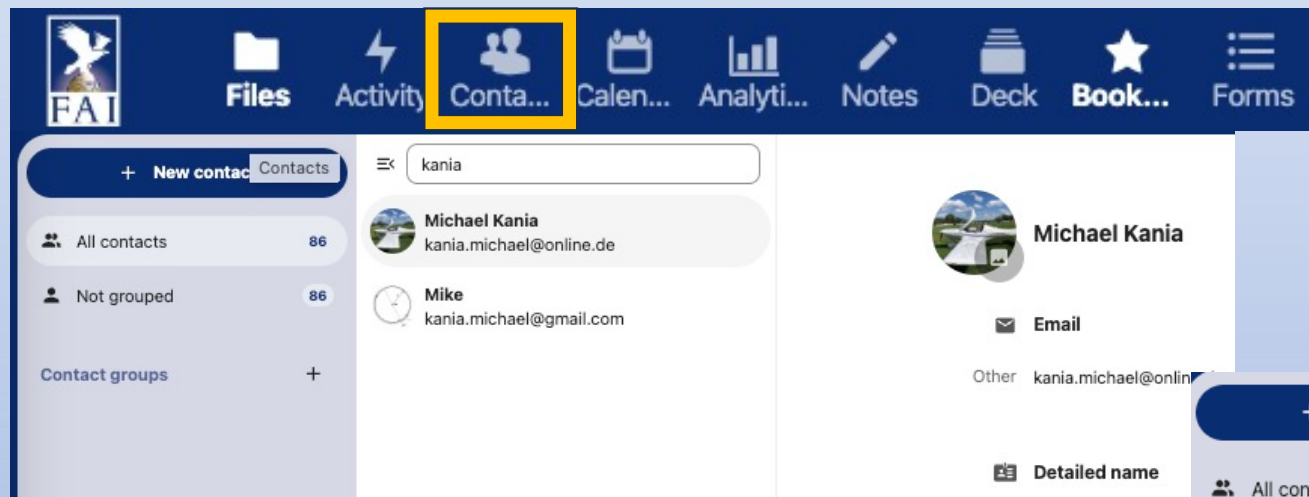 FAI
Files
Activity
Conta...
Calen...
Analyti...
Notes
Deck
Book...
Forms
+ New contac
Contacts
All contacts 86
Not grouped 86
Contact groups +
kania
Michael Kania
kania.michael@online.de
Mike
kania.michael@gmail.com
Michael Kania
Email
Other kania.michael@onlin
Detailed name
All con